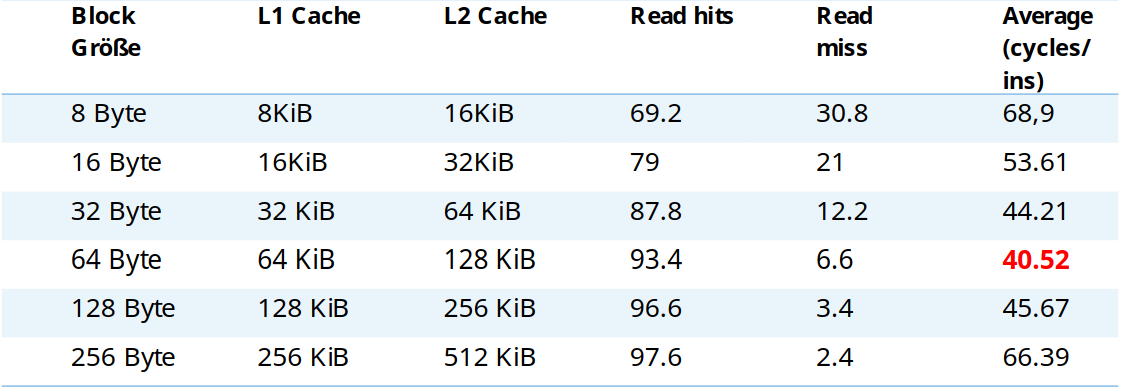 Block Größe L1 Cache L2 Cache Read hits Read miss Average (cycles/ ins)
8 Byte 8KiB 16KiB 69.2 30.8 68,9
16 Byte 16KiB 32KiB 79 21 53.61
32 Byte 32 KiB 64 KiB 87.8 12.2 44.21
64 Byte 64 KiB 128 KiB 93.4 6.6 40.52
128 Byte 128 KiB 256 KiB 96.6 3.4 45.67
256 Byte 256 KiB 512 KiB 97.6 2.4 66.39